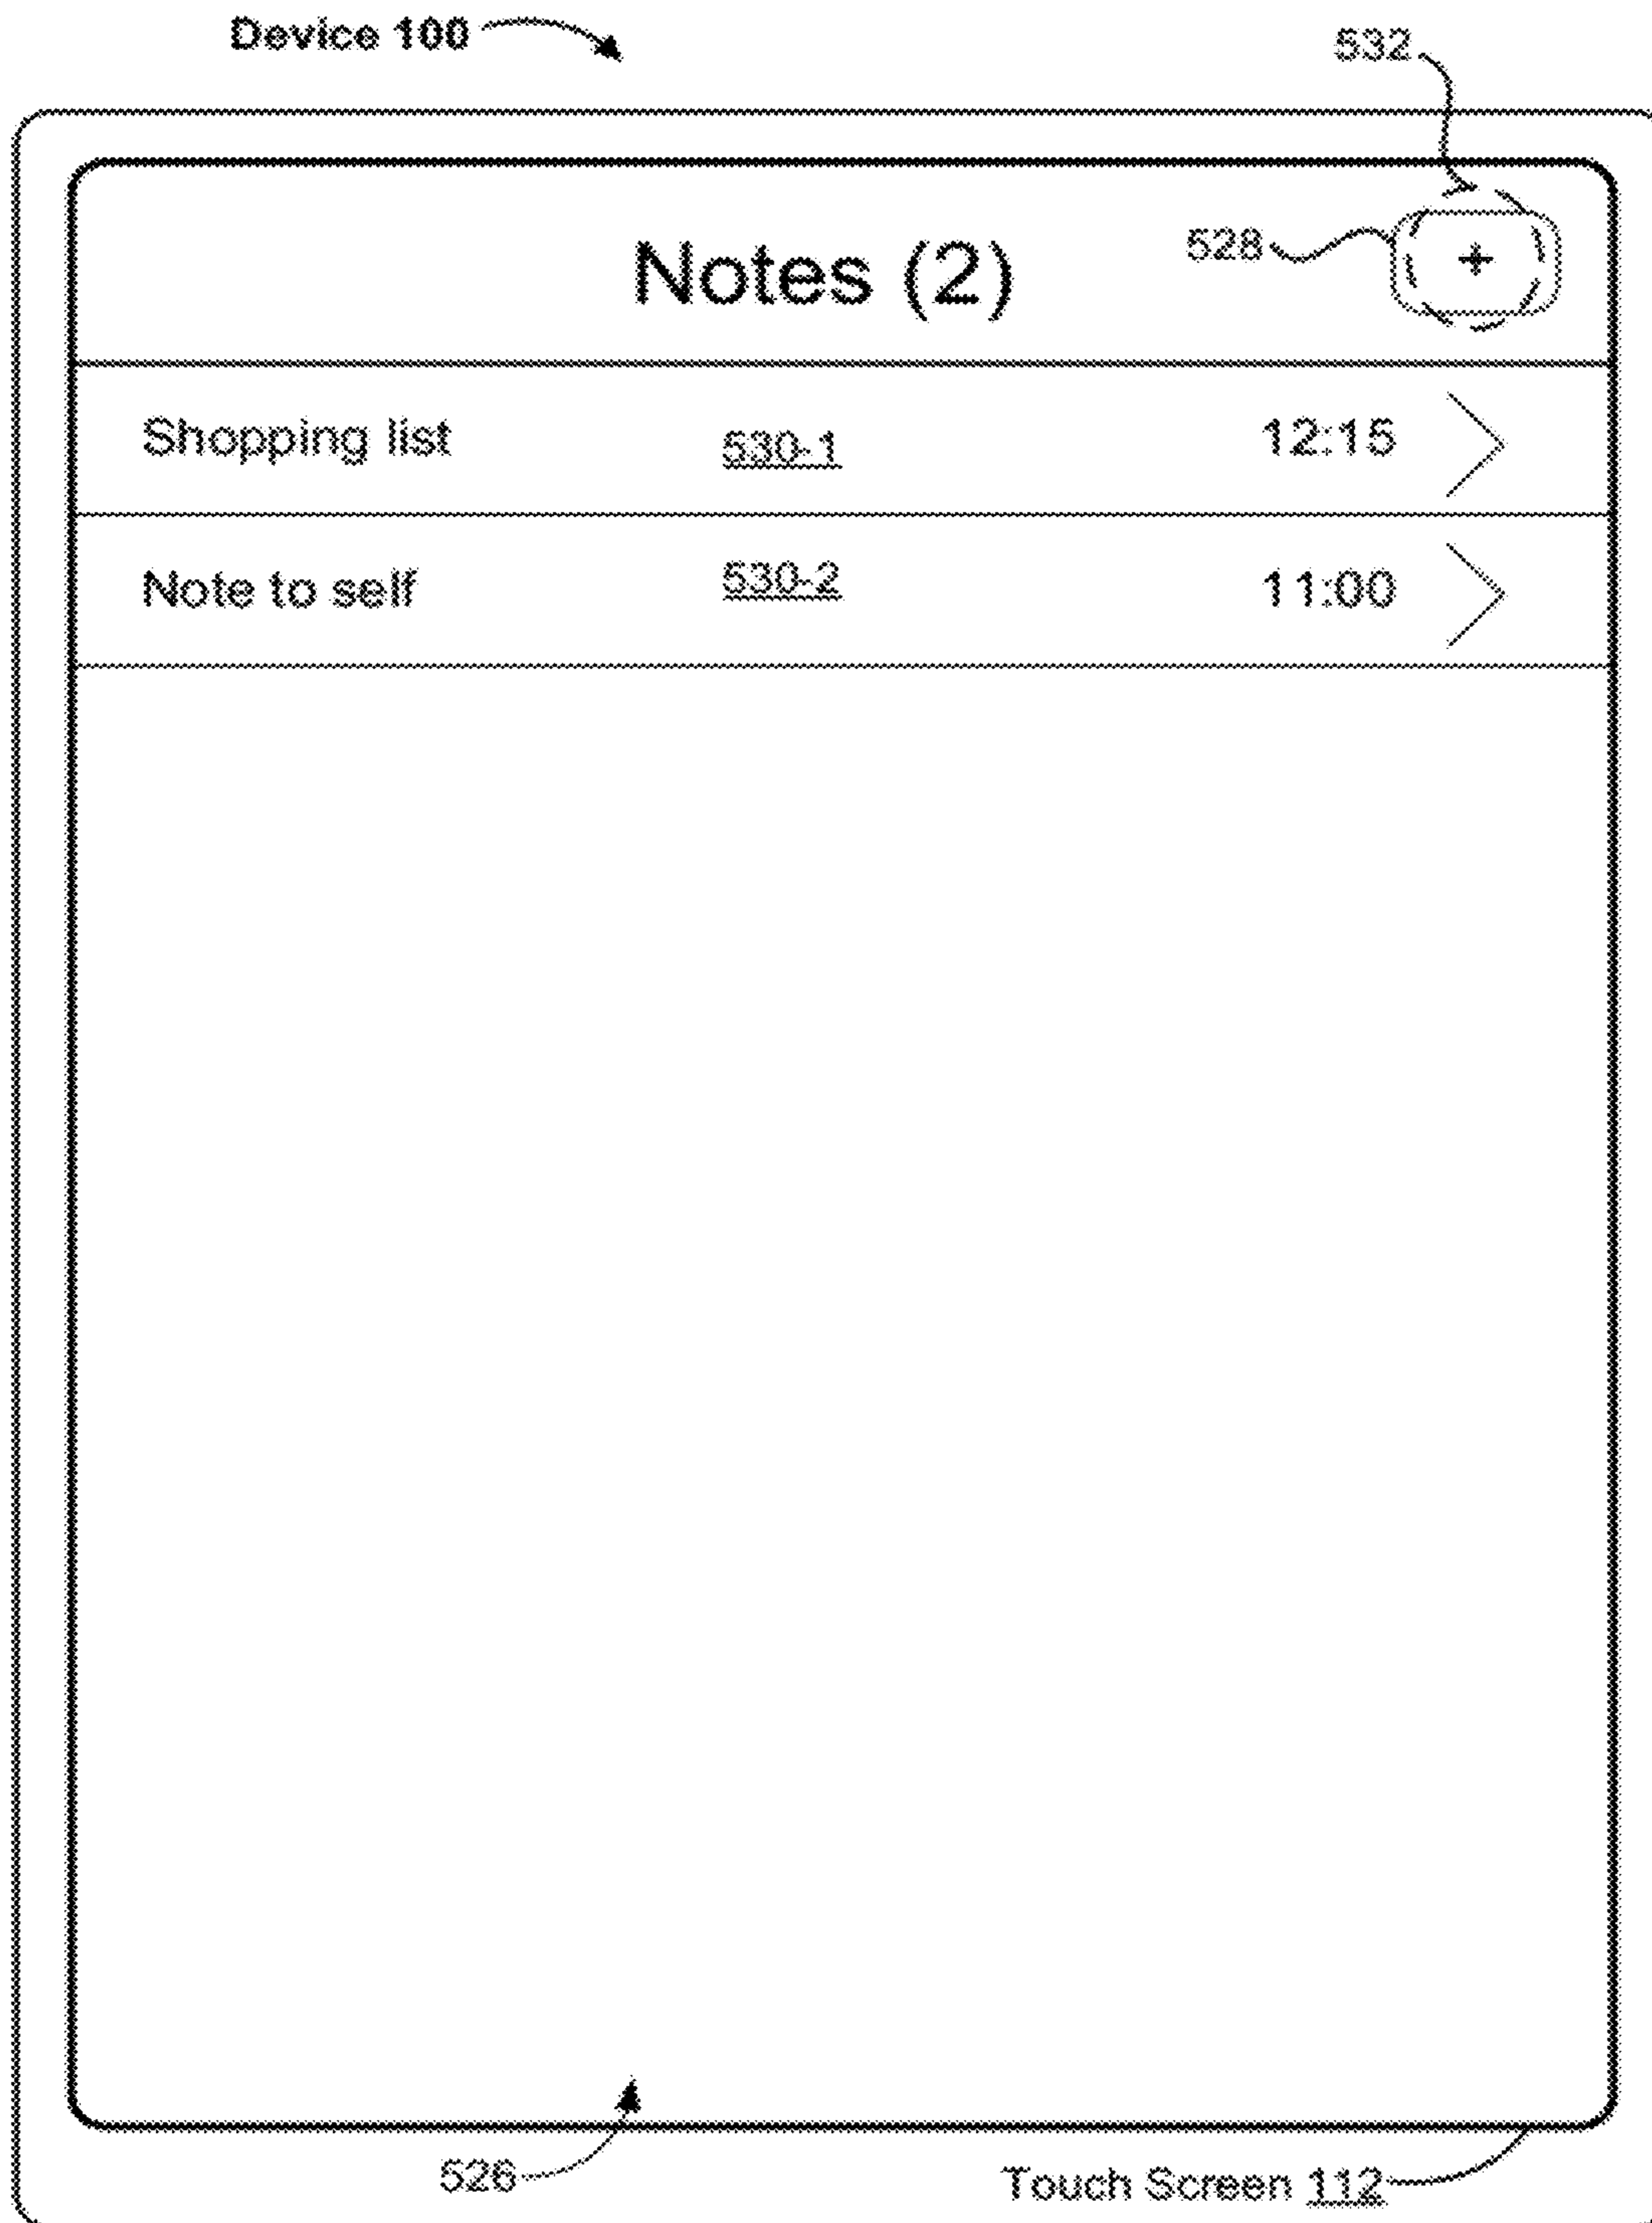 Device 100
532
528
Notes (2)
+
Shopping list 530-1 12:15
Note to self 530-2 11:00
526
Touch Screen 112